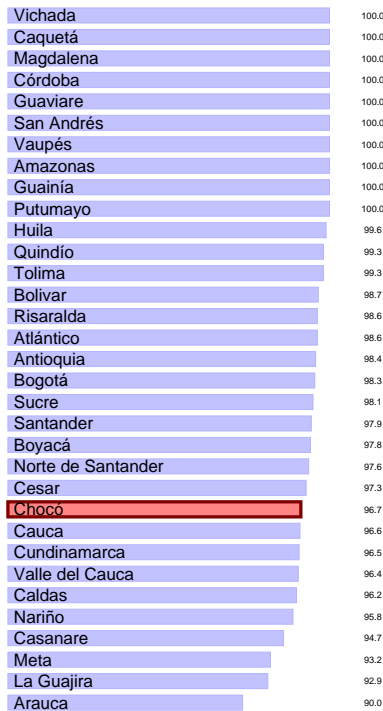 Vichada 100.0
Caquetá 100.0
Magdalena 100.0
Córdoba 100.0
Guaviare 100.0
San Andrés 100.0
Vaupés 100.0
Amazonas 100.0
Guainía 100.0
Putumayo 100.0
Huila 99.6
Quindío 99.3
Tolima 99.3
Bolivar 98.7
Risaralda 98.6
Atlántico 98.6
Antioquia 98.4
Bogotá 98.3
Sucre 98.1
Santander 97.9
Boyacá 97.8
Norte de Santander 97.6
Cesar 97.3
Chocó 96.7
Cauca 96.6
Cundinamarca 96.5
Valle del Cauca 96.4
Caldas 96.2
Nariño 95.8
Casanare 94.7
Meta 93.2
La Guajira 92.9
Arauca 90.0